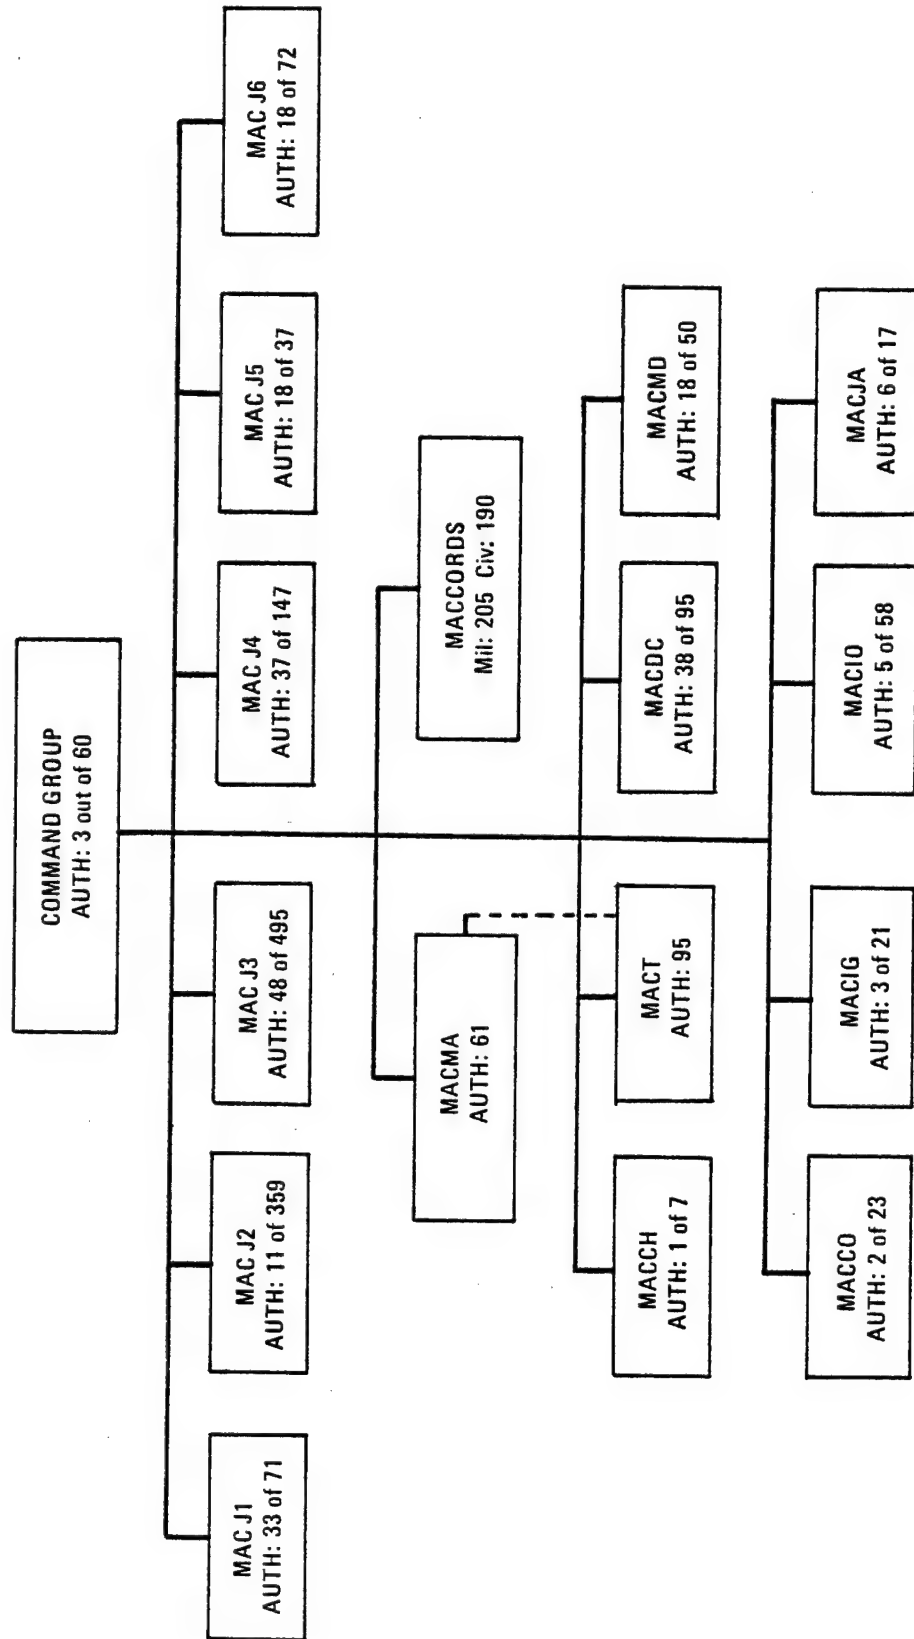 COMMAND GROUP
AUTH: 3 out of 60
MAC J1
AUTH: 33 of 71
MAC J2
AUTH: 11 of 359
MAC J3
AUTH: 48 of 495
MAC J4
AUTH: 37 of 147
MAC J5
AUTH: 18 of 37
MAC J6
AUTH: 18 of 72
MACMA
AUTH: 61
MACCORDS
Mil: 205 Civ: 190
MACCH
AUTH: 1 of 7
MACT
AUTH: 95
MACDC
AUTH: 38 of 95
MACMD
AUTH: 18 of 50
MACCO
AUTH: 2 of 23
MACIG
AUTH: 3 of 21
MACIO
AUTH: 5 of 58
MACJA
AUTH: 6 of 17